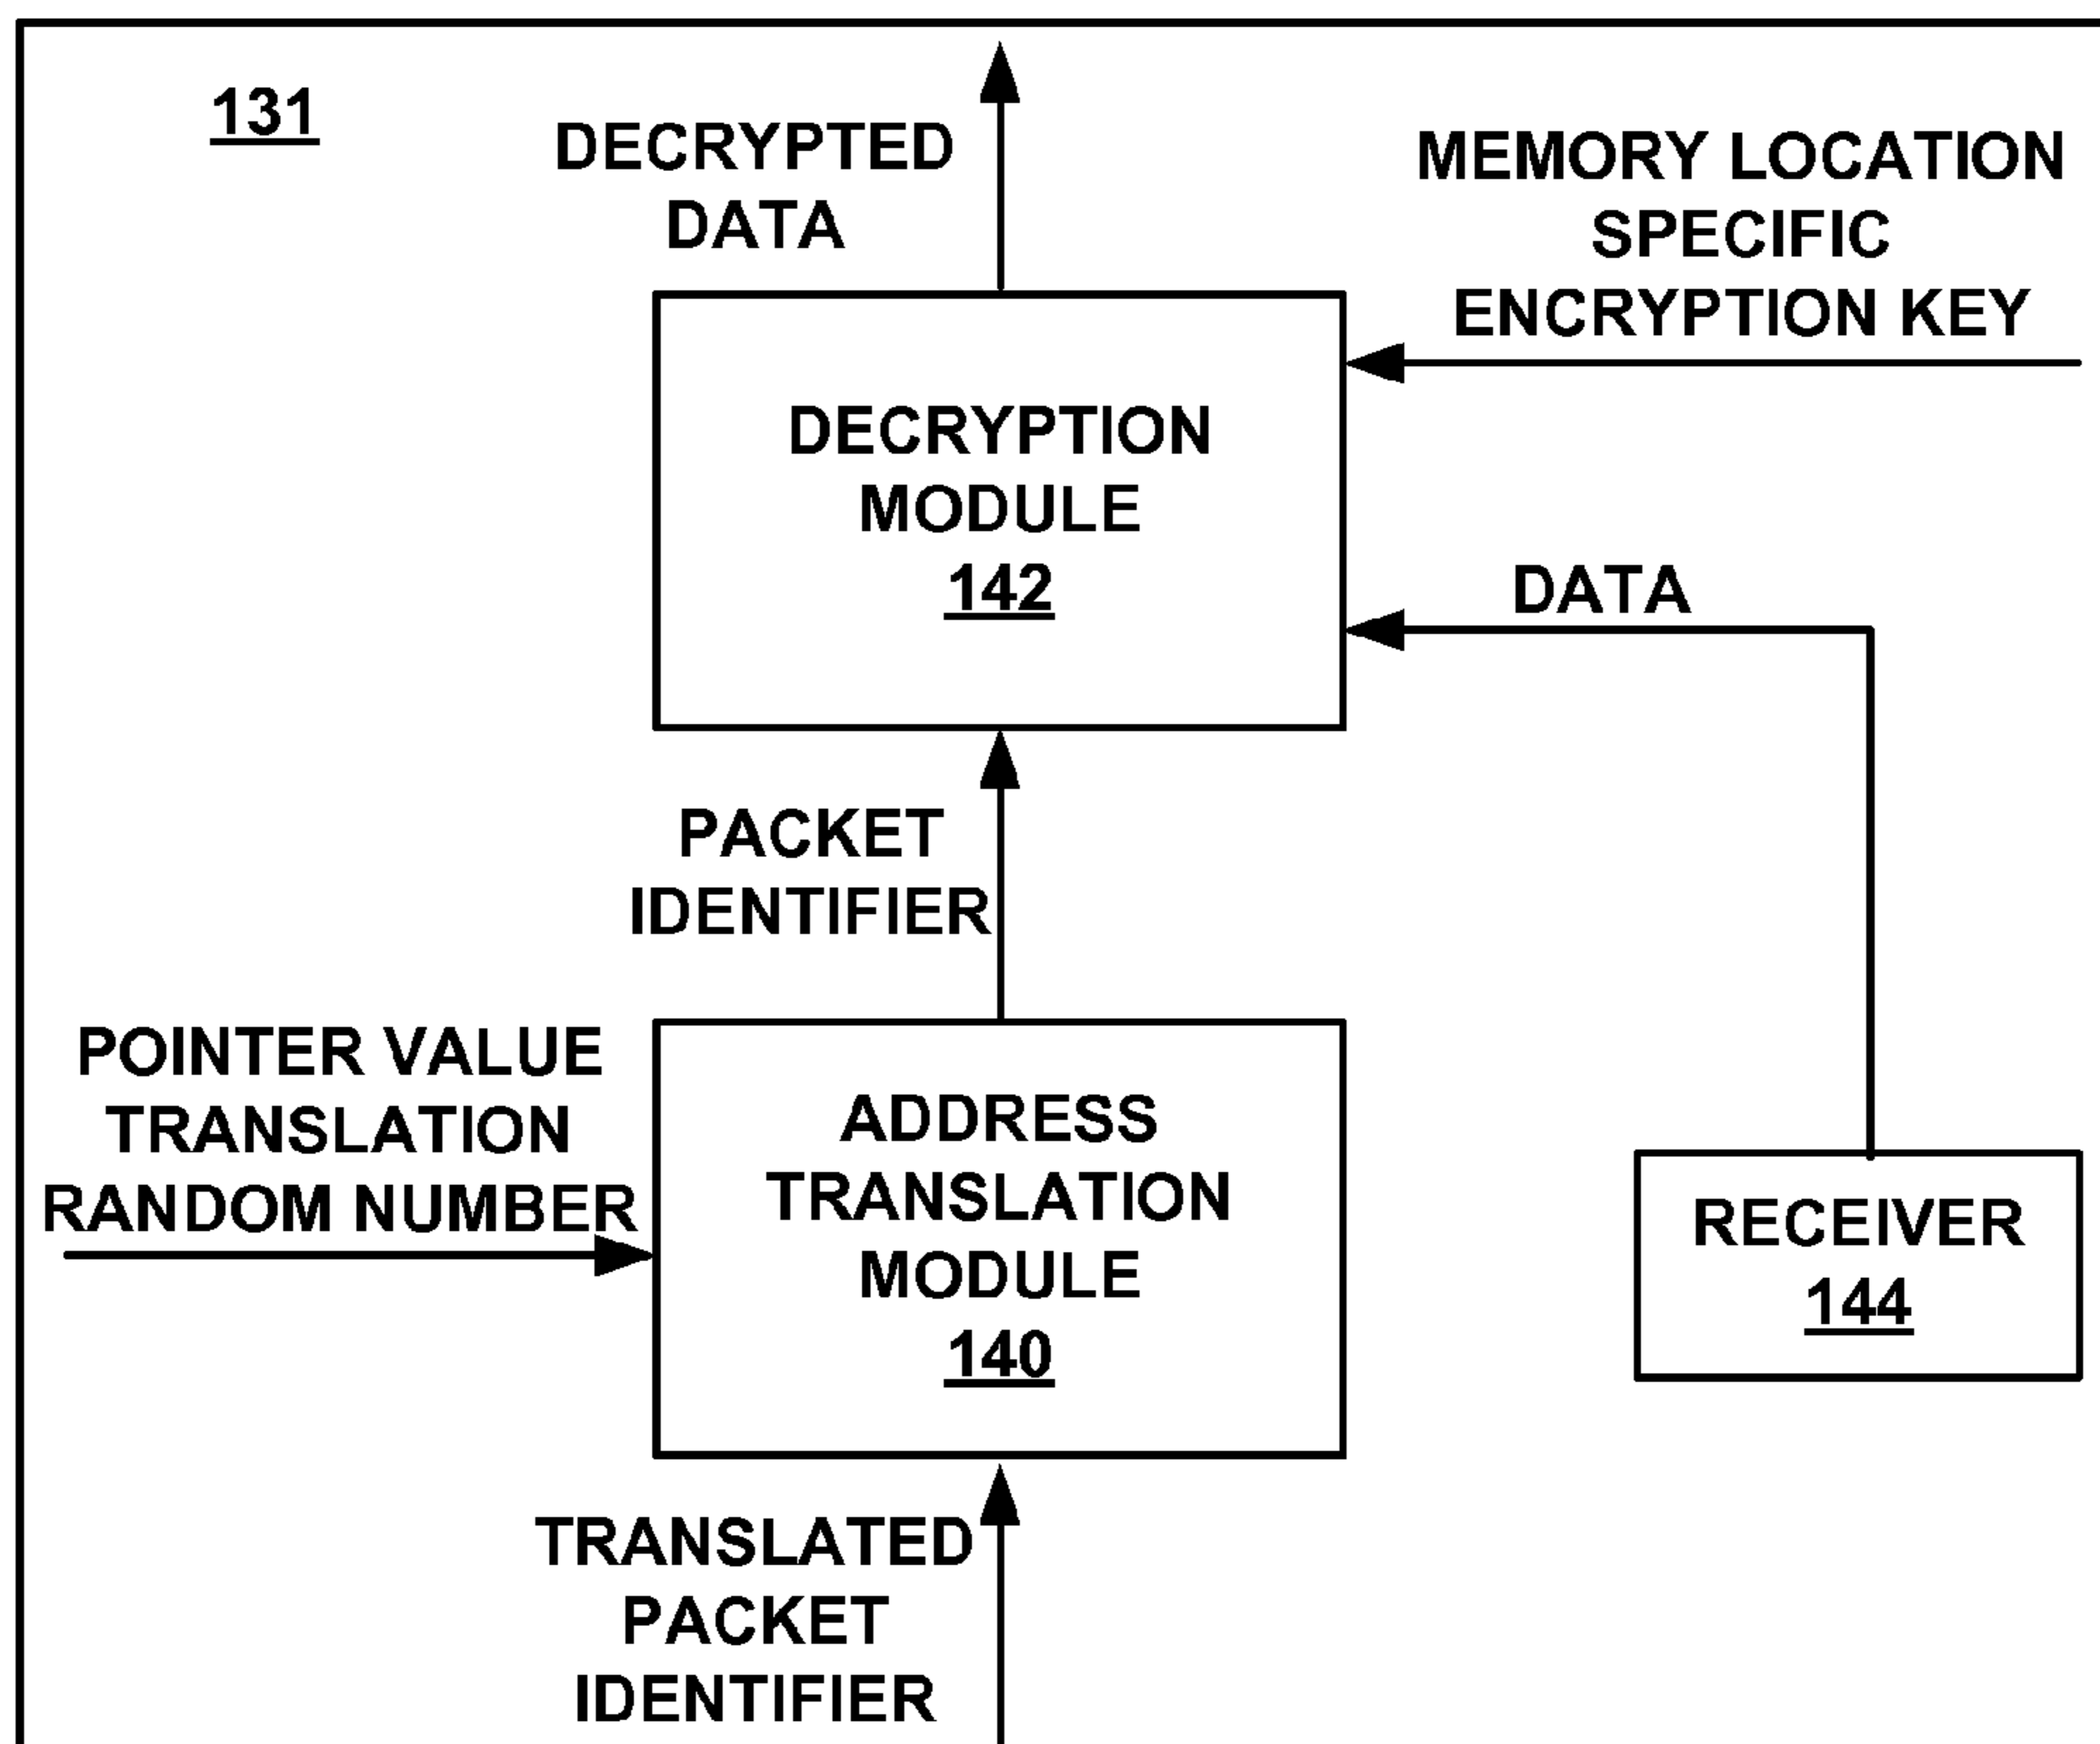 131
DECRYPTED
DATA
MEMORY LOCATION
SPECIFIC
ENCRYPTION KEY
DECRYPTION
MODULE
142
DATA
PACKET
IDENTIFIER
POINTER VALUE
TRANSLATION
RANDOM NUMBER
ADDRESS
TRANSLATION
MODULE
140
RECEIVER
144
TRANSLATED
PACKET
IDENTIFIER